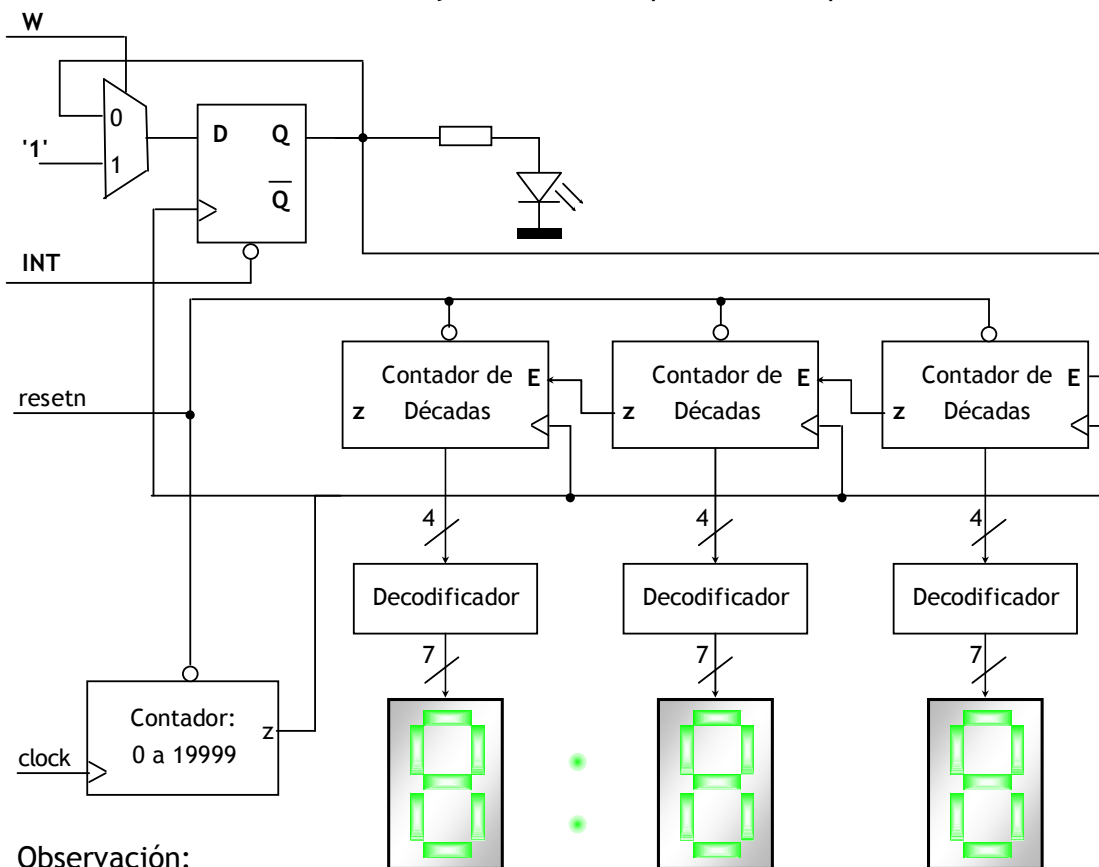 W
0
'1'
1
D Q
Q
INT
resetn
Contador de
Décadas
E
z
Contador de
Décadas
E
z
Contador de
Décadas
E
z
4
4
4
Decodificador
Decodificador
Decodificador
7
7
7
Contador:
0 a 19999
z
clock
Observación: